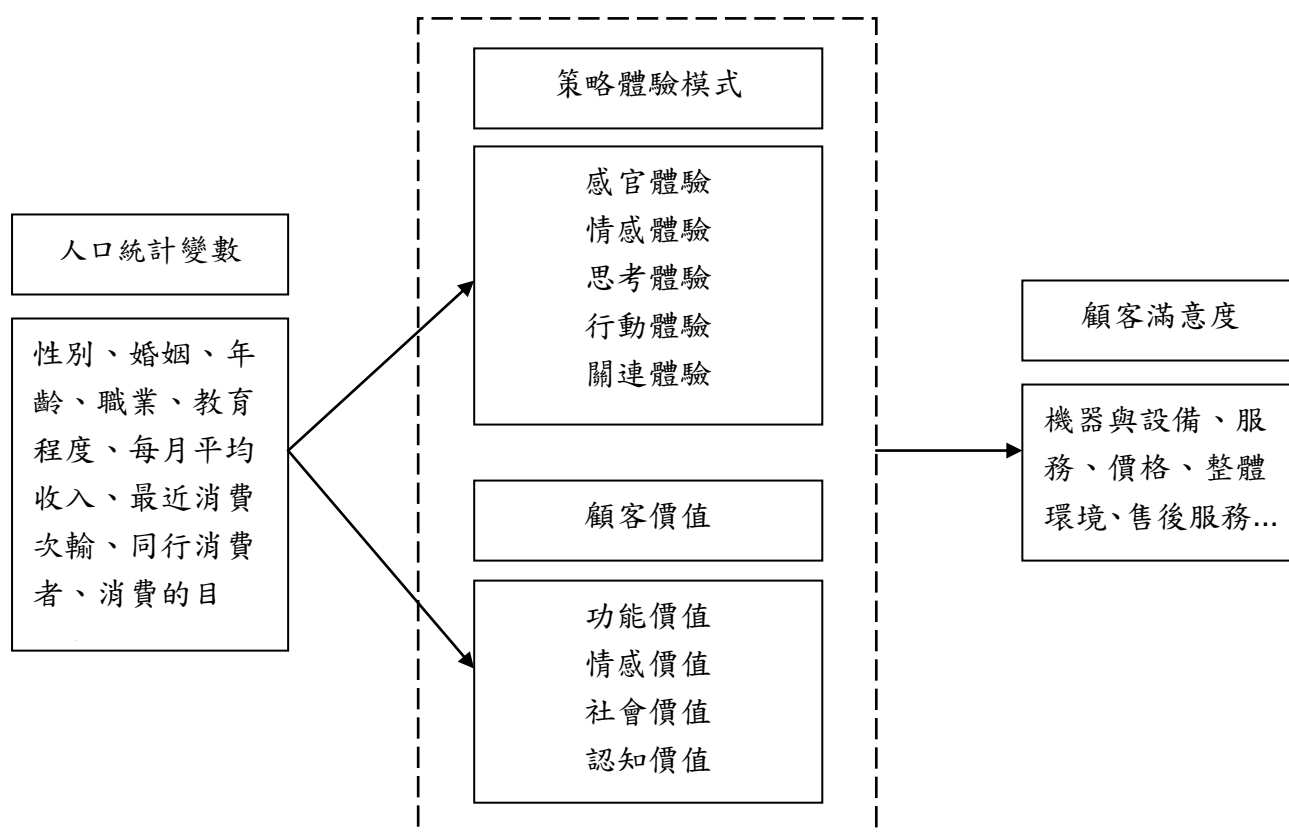 人口統計變數
性別、婚姻、年
齡、職業、教育
程度、每月平均
收入、最近消費
次輸、同行消費
者、消費的目
策略體驗模式
感官體驗
情感體驗
思考體驗
行動體驗
關連體驗
顧客價值
功能價值
情感價值
社會價值
認知價值
顧客滿意度
機器與設備、服
務、價格、整體
環境、售後服務...